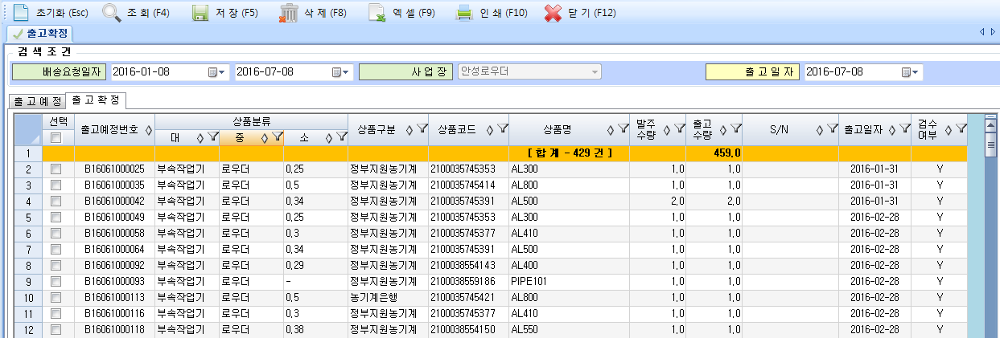 초기화 (Esc) 조 회 (F4) 저 장 (F5) 삭 제 (F8) 엑 셀 (F9) 인 쇄 (F10) 닫 기 (F12)
출고확정
검 색 조 건
배송요청일자 2016-01-08 2016-07-08 사 업 장 안성로우더 출 고 일 자 2016-07-08
출 고 예 정 출 고 확 정
선택 출고예정번호 상품분류 대 중 소 상품구분 상품코드 상품명 발주수량 출고수량 S/N 출고일자 검수여부
1 [ 합 계 - 429 건 ] 459.0
2 B16061000025 부속작업기 로우더 0.25 정부지원농기계 2100035745353 AL300 1.0 1.0 2016-01-31 Y
3 B16061000035 부속작업기 로우더 0.5 정부지원농기계 2100035745414 AL800 1.0 1.0 2016-01-31 Y
4 B16061000042 부속작업기 로우더 0.34 정부지원농기계 2100035745391 AL500 2.0 2.0 2016-01-31 Y
5 B16061000049 부속작업기 로우더 0.25 정부지원농기계 2100035745353 AL300 1.0 1.0 2016-02-28 Y
6 B16061000058 부속작업기 로우더 0.3 정부지원농기계 2100035745377 AL410 1.0 1.0 2016-02-28 Y
7 B16061000064 부속작업기 로우더 0.34 정부지원농기계 2100035745391 AL500 1.0 1.0 2016-02-28 Y
8 B16061000092 부속작업기 로우더 0.29 정부지원농기계 2100038554143 AL400 1.0 1.0 2016-02-28 Y
9 B16061000093 부속작업기 로우더 - 정부지원농기계 2100038559186 PIPE101 1.0 1.0 2016-02-28 Y
10 B16061000113 부속작업기 로우더 0.5 농기계은행 2100035745421 AL800 1.0 1.0 2016-02-28 Y
11 B16061000116 부속작업기 로우더 0.3 정부지원농기계 2100035745377 AL410 1.0 1.0 2016-02-28 Y
12 B16061000118 부속작업기 로우더 0.38 정부지원농기계 2100038554150 AL550 1.0 1.0 2016-02-28 Y